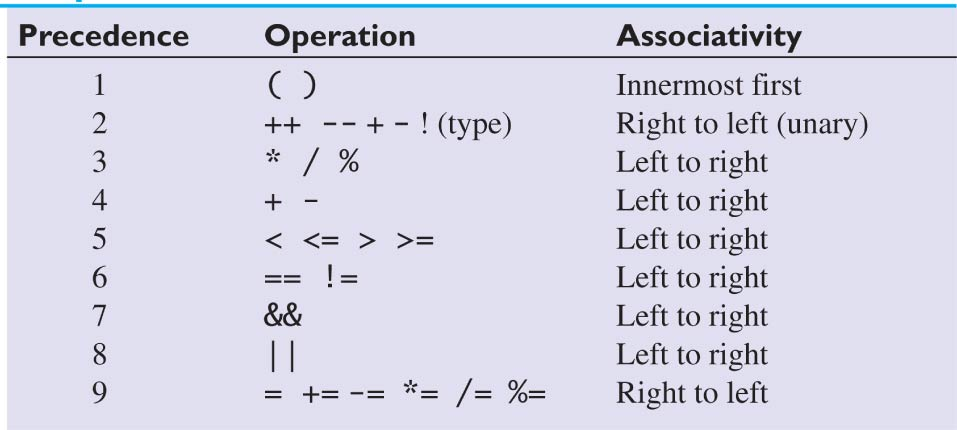 Precedence Operation Associativity
1 ( ) Innermost first
2 ++ -- + - ! (type) Right to left (unary)
3 * / % Left to right
4 + - Left to right
5 < <= > >= Left to right
6 == != Left to right
7 && Left to right
8 || Left to right
9 = += -= *= /= %= Right to left